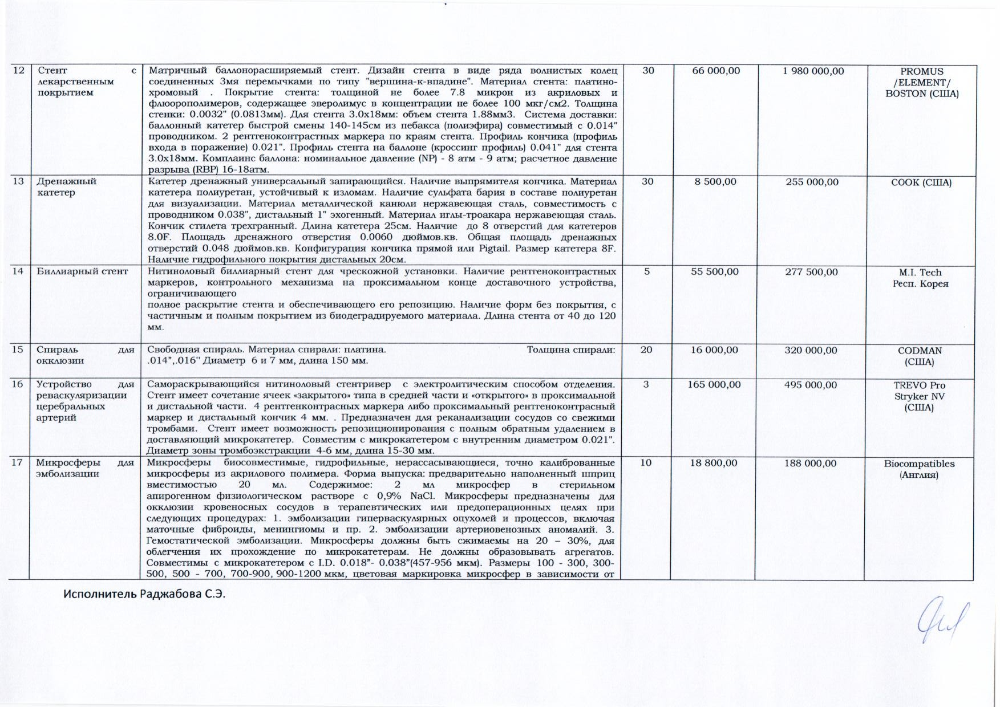 12 Стент с Матричный баллонорасширяемый стент. Дизайн стента в виде ряда волнистых колец 30 66 000,00 1 980 000,00 PROMUS
лекарственным соединенных 3мя перемычками по типу "вершина-к-впадине". Материал стента: платино- /ELEMENT/
покрытием хромовый . Покрытие стента: толщиной не более 7.8 микрон из акриловых и BOSTON (США)
флюорополимеров, содержащее эверолимус в концентрации не более 100 мкг/см2. Толщина
стенки: 0.0032" (0.0813мм). Для стента 3.0х18мм: объем стента 1.88мм3. Система доставки:
баллонный катетер быстрой смены 140-145см из пебакса (полиэфира) совместимый с 0.014"
проводником. 2 рентгеноконтрастных маркера по краям стента. Профиль кончика (профиль
входа в поражение) 0.021". Профиль стента на баллоне (кроссинг профиль) 0.041" для стента
3.0х18мм. Комплаинс баллона: номинальное давление (NP) - 8 атм - 9 атм; расчетное давление
разрыва (RBP) 16-18атм.
13 Дренажный Катетер дренажный универсальный запирающийся. Наличие выпрямителя кончика. Материал 30 8 500,00 255 000,00 COOK (США)
катетер катетера полиуретан, устойчивый к изломам. Наличие сульфата бария в составе полиуретан
для визуализации. Материал металлической канюли нержавеющая сталь, совместимость с
проводником 0.038", дистальный 1" эхогенный. Материал иглы-троакара нержавеющая сталь.
Кончик стилета трехгранный. Длина катетера 25см. Наличие до 8 отверстий для катетеров
8.0F. Площадь дренажного отверстия 0.0060 дюймов.кв. Общая площадь дренажных
отверстий 0.048 дюймов.кв. Конфигурация кончика прямой или Pigtail. Размер катетера 8F.
Наличие гидрофильного покрытия дистальных 20см.
14 Биллиарный стент Нитиноловый биллиарный стент для чрескожной установки. Наличие рентгеноконтрастных 5 55 500,00 277 500,00 M.I. Tech
маркеров, контрольного механизма на проксимальном конце доставочного устройства, Респ. Корея
ограничивающего
полное раскрытие стента и обеспечивающего его репозицию. Наличие форм без покрытия, с
частичным и полным покрытием из биодеградируемого материала. Длина стента от 40 до 120
мм.
15 Спираль для Свободная спираль. Материал спирали: платина. Толщина спирали: 20 16 000,00 320 000,00 CODMAN
окклюзии .014”,.016" Диаметр 6 и 7 мм, длина 150 мм. (США)
16 Устройство для Самораскрывающийся нитиноловый стентривер с электролитическим способом отделения. 3 165 000,00 495 000,00 TREVO Pro
реваскуляризации Стент имеет сочетание ячеек «закрытого» типа в средней части и «открытого» в проксимальной Stryker NV
церебральных и дистальной части. 4 рентгенконтрасных маркера либо проксимальный рентгеноконтрасный (США)
артерий маркер и дистальный кончик 4 мм. . Предназначен для реканализации сосудов со свежими
тромбами. Стент имеет возможность репозиционирования с полным обратным удалением в
доставляющий микрокатетер. Совместим с микрокатетером с внутренним диаметром 0.021".
Диаметр зоны тромбоэкстракции 4-6 мм, длина 15-30 мм.
17 Микросферы для Микросферы биосовместимые, гидрофильные, нерассасывающиеся, точно калиброванные 10 18 800,00 188 000,00 Biocompatibles
эмболизации микросферы из акрилового полимера. Форма выпуска: предварительно наполненный шприц (Англия)
вместимостью 20 мл. Содержимое: 2 мл микросфер в стерильном
апирогенном физиологическом растворе с 0,9% NaCl. Микросферы предназначены для
окклюзии кровеносных сосудов в терапевтических или предоперационных целях при
следующих процедурах: 1. эмболизации гиперваскулярных опухолей и процессов, включая
маточные фиброиды, менингиомы и пр. 2. эмболизации артериовенозных аномалий. 3.
Гемостатической эмболизации. Микросферы должны быть сжимаемы на 20 – 30%, для
облегчения их прохождение по микрокатетерам. Не должны образовывать агрегатов.
Совместимы с микрокатетером с I.D. 0.018”- 0.038”(457-956 мкм). Размеры 100 - 300, 300-
500, 500 - 700, 700-900, 900-1200 мкм, цветовая маркировка микросфер в зависимости от
Исполнитель Раджабова С.Э.